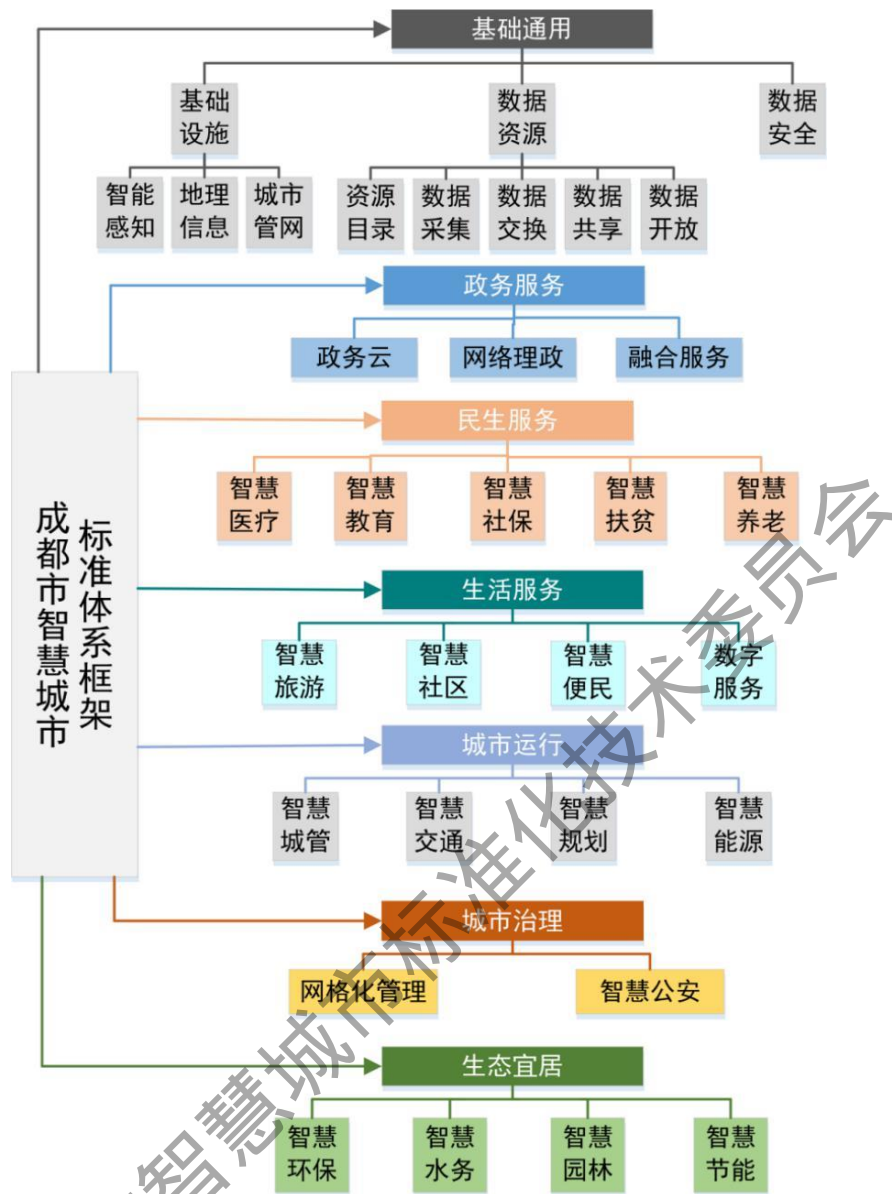 基础通用
基础
设施
数据
资源
数据
安全
智能
感知
地理
信息
城市
管网
资源
目录
数据
采集
数据
交换
数据
共享
数据
开放
政务服务
政务云
网络理政
融合服务
成都市智慧城市
标准体系框架
民生服务
智慧
医疗
智慧
教育
智慧
社保
智慧
扶贫
智慧
养老
生活服务
智慧
旅游
智慧
社区
智慧
便民
数字
服务
城市运行
智慧
城管
智慧
交通
智慧
规划
智慧
能源
城市治理
网格化管理
智慧公安
生态宜居
智慧
环保
智慧
水务
智慧
园林
智慧
节能
智慧城市标准化技术委员会